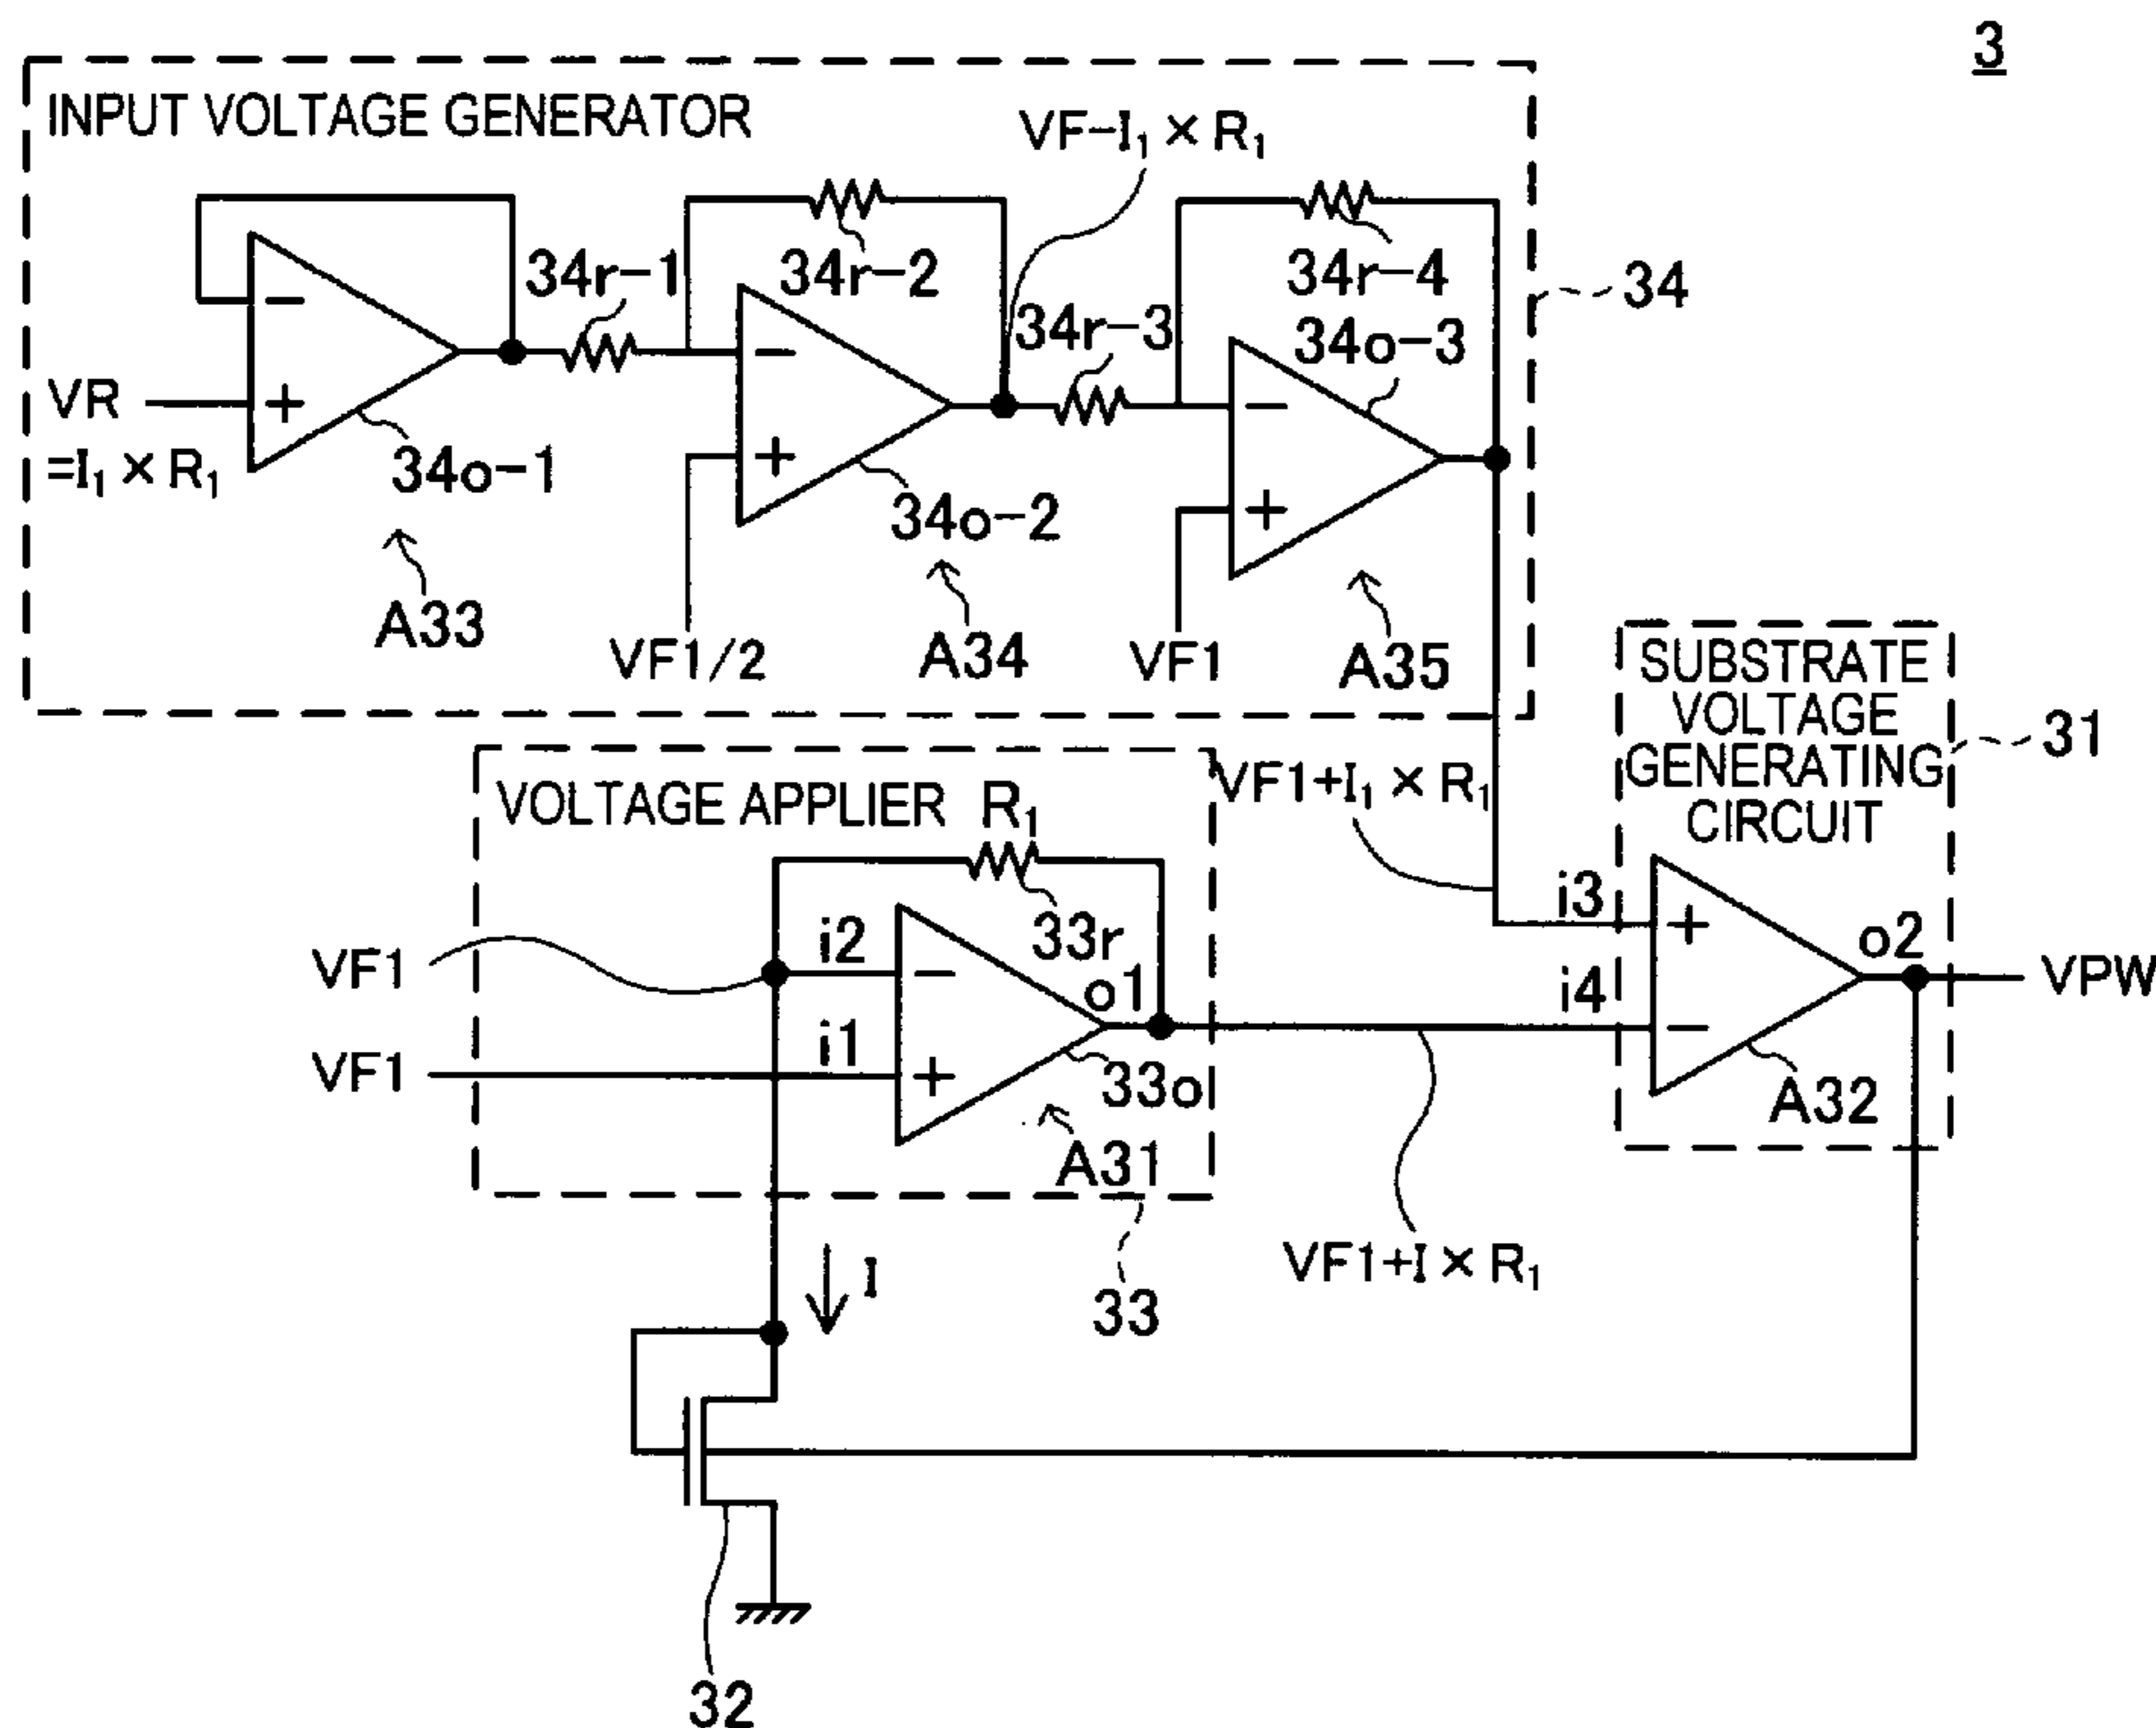 3
INPUT VOLTAGE GENERATOR
VF−I₁×R₁
34r−1
34r−2
34r−3
34r−4
34o−3
34
VR
=I₁×R₁
−
+
34o−1
−
+
34o−2
−
+
A33
VF1/2
A34
VF1
A35
SUBSTRATE
VOLTAGE
GENERATING
CIRCUIT
31
VOLTAGE APPLIER
R₁
VF1+I₁×R₁
33r
i3
+
o2
VPW
i4
−
A32
VF1
i2
−
o1
VF1
i1
+
33o
A31
VF1+I×R₁
I
33
32